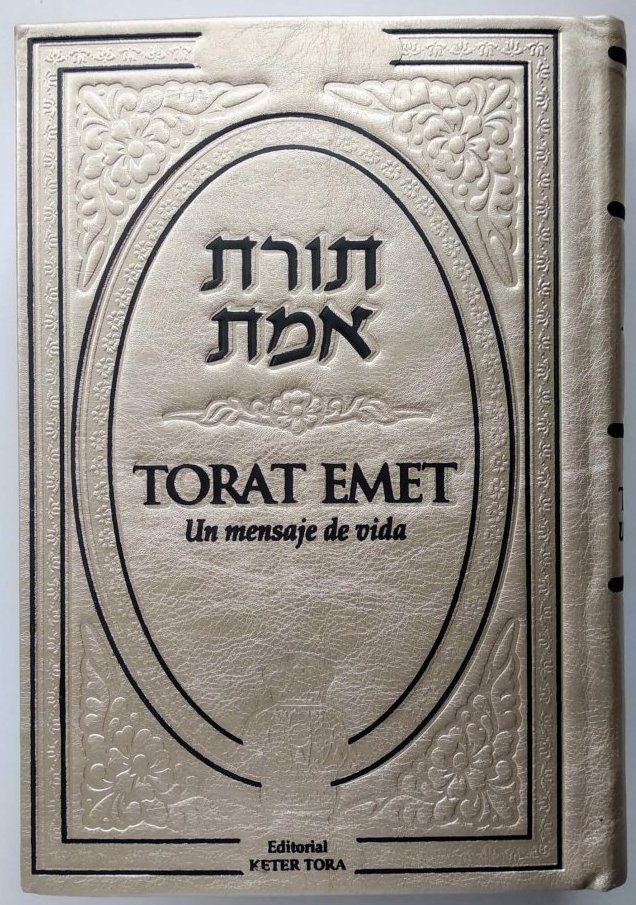 תורת
אמת
TORAT EMET
Un mensaje de vida
Editorial
KETER TORA